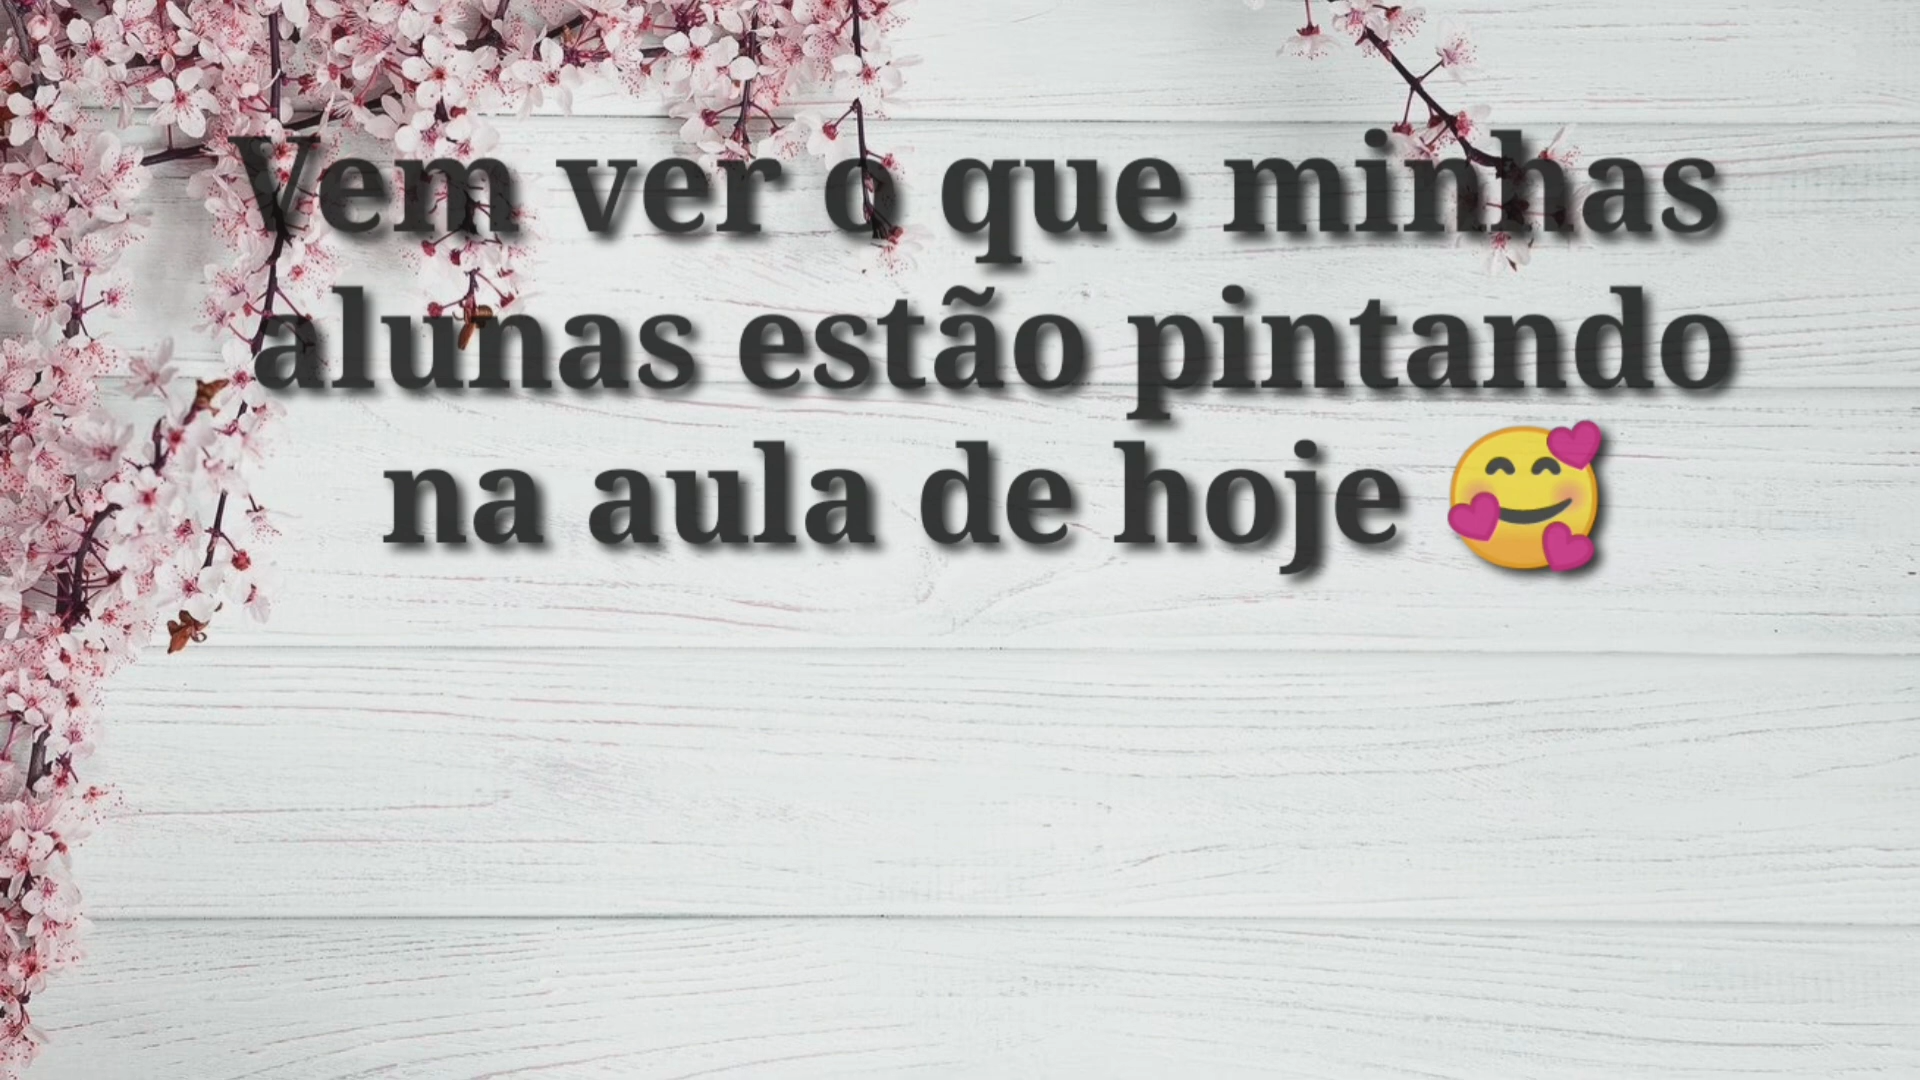 Vem ver o que minhas
alunas estão pintando
na aula de hoje 🥰